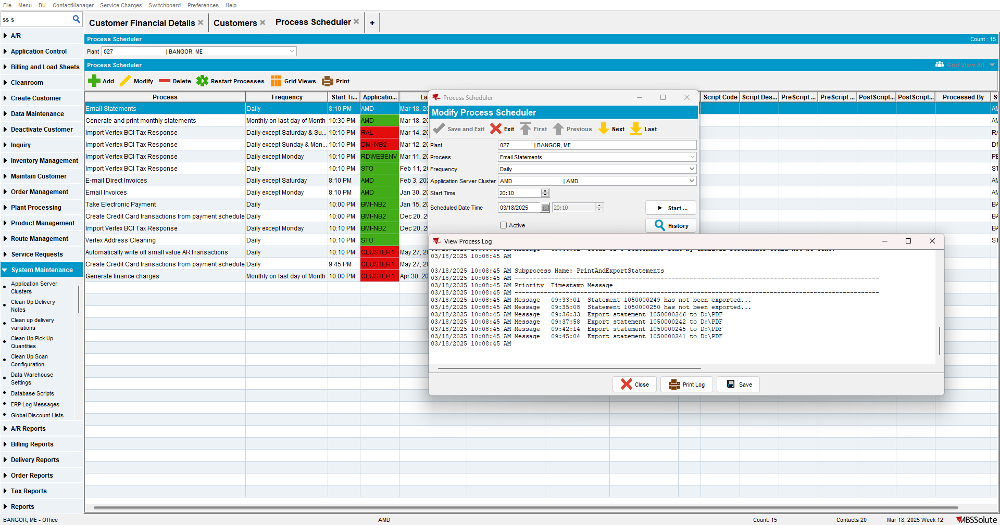 File Menu BU ContactManager Service Charges Switchboard Preferences Help
ss s
Customer Financial Details Customers Process Scheduler +
A/R
Application Control
Billing and Load Sheets
Cleanroom
Create Customer
Data Maintenance
Deactivate Customer
Inquiry
Inventory Management
Maintain Customer
Order Management
Plant Processing
Product Management
Route Management
Service Requests
System Maintenance
Application Server
Clusters
Clean Up Delivery
Notes
Clean up delivery
variations
Clean Up Pick Up
Quantities
Clean Up Scan
Configuration
Data Warehouse
Settings
Database Scripts
ERP Log Messages
Global Discount Lists
A/R Reports
Billing Reports
Delivery Reports
Order Reports
Tax Reports
Reports
Process Scheduler Count : 15
Plant 027 | BANGOR, ME
Process Scheduler Grid View All
Add Modify Delete Restart Processes Grid Views Print
Process Frequency Start Ti... Applicatio... La Script Code Script Des... PreScript ... PreScript ... PostScript... PostScript... Processed By S
Email Statements Daily 8:10 PM AMD Mar 18, 20 AM
Generate and print monthly statements Monthly on last day of Month 10:30 PM AMD Mar 18, 20 AM
Import Vertex BCI Tax Response Daily except Saturday & Su... 10:10 PM RAL Mar 14, 20 RA
Import Vertex BCI Tax Response Daily except Sunday & Mon... 10:10 PM DMI-NB2 Mar 12, 20 DM
Import Vertex BCI Tax Response Daily except Monday 10:10 PM RDWEBENV Mar 11, 20 PE
Import Vertex BCI Tax Response Daily 10:10 PM STO Feb 11, 20 ST
E-mail Direct Invoices Daily except Saturday 8:10 PM AMD Feb 3, 202 AM
Email Invoices Daily except Monday 8:10 PM AMD Jan 30, 20 AM
Take Electronic Payment Daily 10:00 PM BMI-NB2 Jan 15, 20 BA
Create Credit Card transactions from payment schedule Daily 10:00 PM BMI-NB2 Dec 20, 2 BA
Import Vertex BCI Tax Response Daily except Monday 10:10 PM BMI-NB2 Dec 20, 2 BA
Vertex Address Cleaning Daily 10:10 PM STO ST
Automatically write off small value ARTransactions Daily 10:10 PM CLUSTER1 May 27, 20
Create Credit Card transactions from payment schedule Daily 9:45 PM CLUSTER1 May 27, 20
Generate finance charges Monthly on last day of Month 10:00 PM CLUSTER1 Apr 30, 20
Process Scheduler
Modify Process Scheduler
Save and Exit Exit First Previous Next Last
Plant 027 | BANGOR, ME
Process Email Statements
Frequency Daily
Application Server Cluster AMD | AMD
Start Time 20:10
Scheduled Date Time 03/18/2025 20:10 Start ...
Active History
View Process Log
03/18/2025 10:08:45 AM
03/18/2025 10:08:45 AM Subprocess Name: PrintAndExportStatements
03/18/2025 10:08:45 AM ----------------------------------------------------------------------------------------------------
03/18/2025 10:08:45 AM Priority Timestamp Message
03/18/2025 10:08:45 AM ----------------------------------------------------------------------------------------------------
03/18/2025 10:08:45 AM Message 09:33:01 Statement 1050000249 has not been exported...
03/18/2025 10:08:45 AM Message 09:35:08 Statement 1050000250 has not been exported...
03/18/2025 10:08:45 AM Message 09:36:33 Export statement 1050000246 to D:\PDF
03/18/2025 10:08:45 AM Message 09:37:58 Export statement 1050000242 to D:\PDF
03/18/2025 10:08:45 AM Message 09:42:14 Export statement 1050000245 to D:\PDF
03/18/2025 10:08:45 AM Message 09:45:04 Export statement 1050000241 to D:\PDF
03/18/2025 10:08:45 AM
Close Print Log Save
BANGOR, ME - Office AMD Count: 15 Contacts 20 Mar 18, 2025 Week 12 ABSSolute